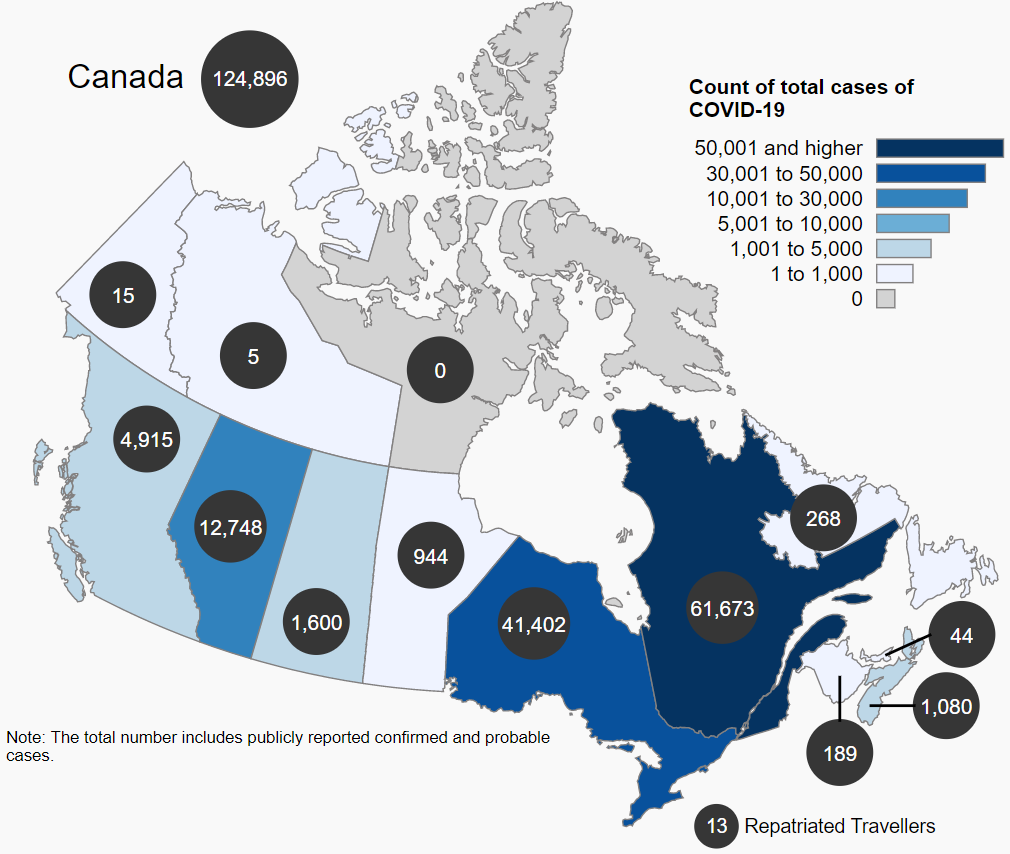 Canada
124,896
Count of total cases of
COVID-19
50,001 and higher
30,001 to 50,000
10,001 to 30,000
5,001 to 10,000
1,001 to 5,000
1 to 1,000
0
15
5
0
4,915
12,748
1,600
944
41,402
61,673
268
44
1,080
189
Note: The total number includes publicly reported confirmed and probable
cases.
13 Repatriated Travellers